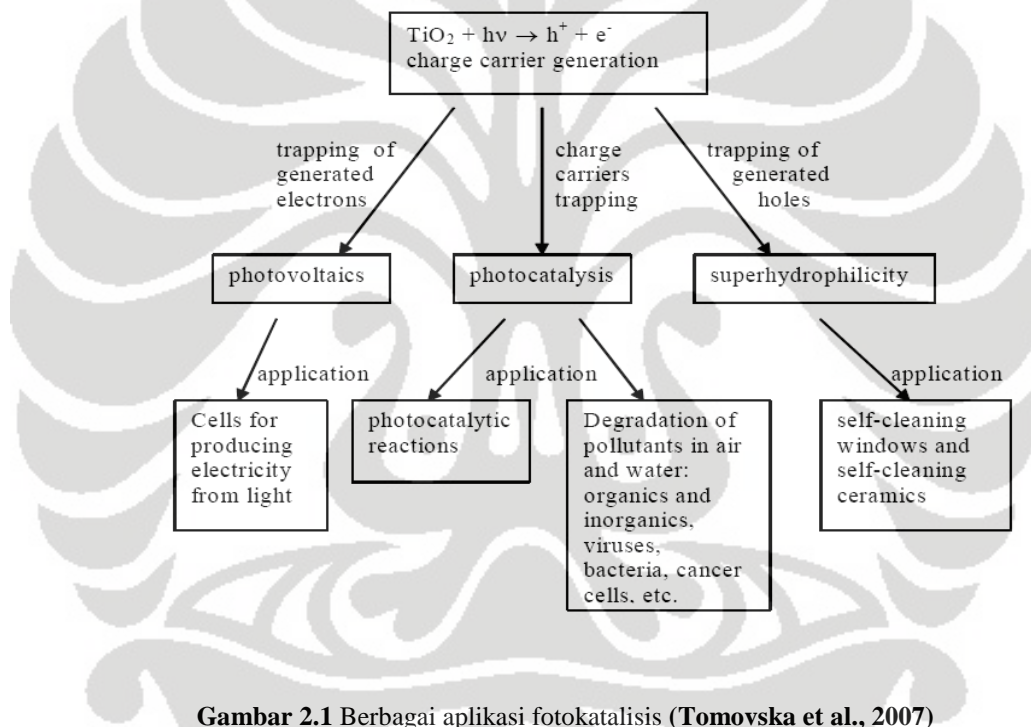 TiO₂ + hν → h⁺ + e⁻
charge carrier generation
trapping of
generated
electrons
charge
carriers
trapping
trapping of
generated
holes
photovoltaics
photocatalysis
superhydrophilicity
application
application
application
Cells for
producing
electricity
from light
photocatalytic
reactions
Degradation of
pollutants in air
and water:
organics and
inorganics,
viruses,
bacteria, cancer
cells, etc.
self-cleaning
windows and
self-cleaning
ceramics
Gambar 2.1 Berbagai aplikasi fotokatalisis (Tomovska et al., 2007)